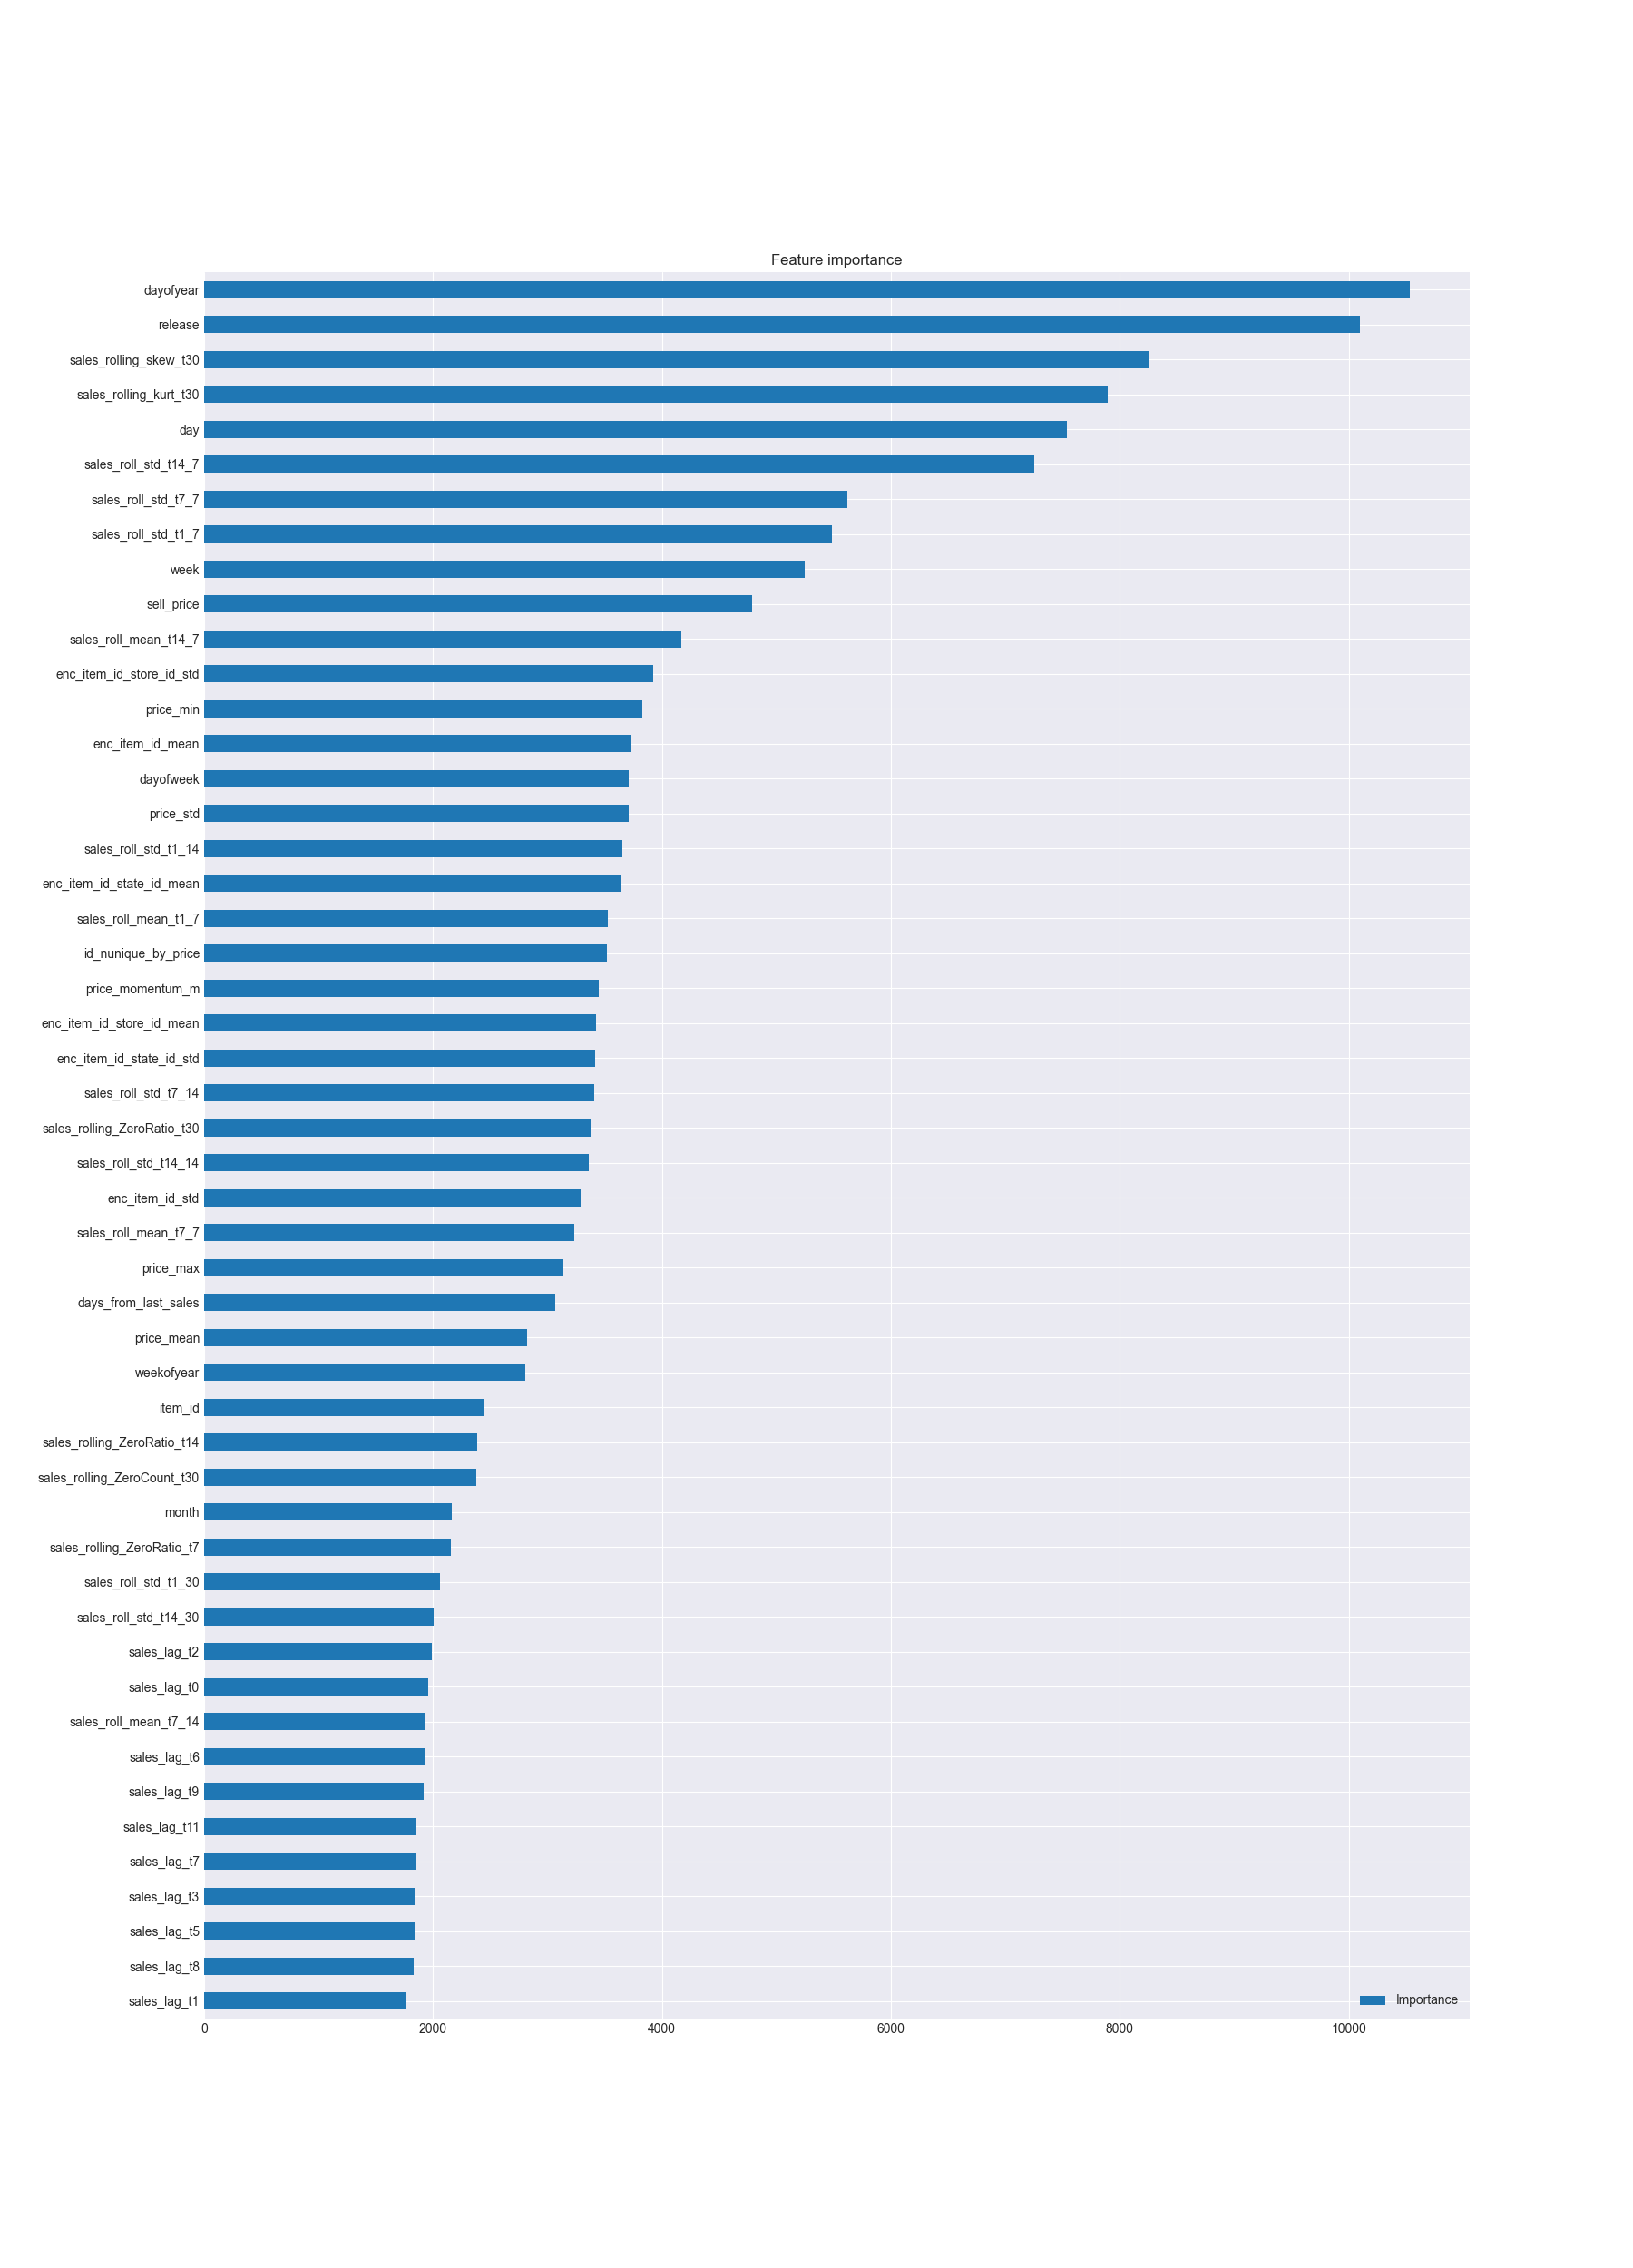 Feature importance
dayofyear
release
sales_rolling_skew_t30
sales_rolling_kurt_t30
day
sales_roll_std_t14_7
sales_roll_std_t7_7
sales_roll_std_t1_7
week
sell_price
sales_roll_mean_t14_7
enc_item_id_store_id_std
price_min
enc_item_id_mean
dayofweek
price_std
sales_roll_std_t1_14
enc_item_id_state_id_mean
sales_roll_mean_t1_7
id_nunique_by_price
price_momentum_m
enc_item_id_store_id_mean
enc_item_id_state_id_std
sales_roll_std_t7_14
sales_rolling_ZeroRatio_t30
sales_roll_std_t14_14
enc_item_id_std
sales_roll_mean_t7_7
price_max
days_from_last_sales
price_mean
weekofyear
item_id
sales_rolling_ZeroRatio_t14
sales_rolling_ZeroCount_t30
month
sales_rolling_ZeroRatio_t7
sales_roll_std_t1_30
sales_roll_std_t14_30
sales_lag_t2
sales_lag_t0
sales_roll_mean_t7_14
sales_lag_t6
sales_lag_t9
sales_lag_t11
sales_lag_t7
sales_lag_t3
sales_lag_t5
sales_lag_t8
sales_lag_t1
Importance
0 2000 4000 6000 8000 10000